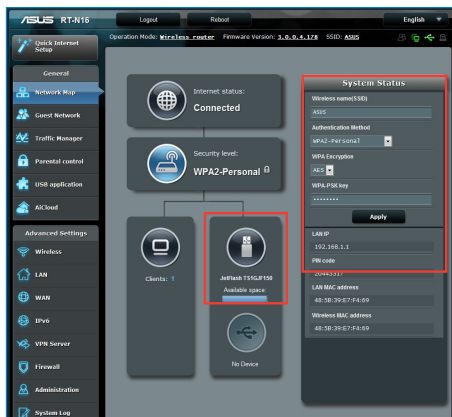 ASUS RT-N16
Logout
Reboot
English
Quick Internet Setup
Operation Mode: Wireless router Firmware Version: 3.0.0.4.178 SSID: ASUS
General
Network Map
Guest Network
Traffic Manager
Parental control
USB application
AiCloud
Advanced Settings
Wireless
LAN
WAN
IPv6
VPN Server
Firewall
Administration
System Log
Internet status:
Connected
Security level:
WPA2-Personal
Clients: 1
JetFlash TS1GJF150
Available space:
No Device
System Status
Wireless name(SSID)
ASUS
Authentication Method
WPA2-Personal
WPA Encryption
AES
WPA-PSK key
••••••••
Apply
LAN IP
192.168.1.1
PIN code
20443317
LAN MAC address
48:5B:39:E7:F4:69
Wireless MAC address
48:5B:39:E7:F4:69